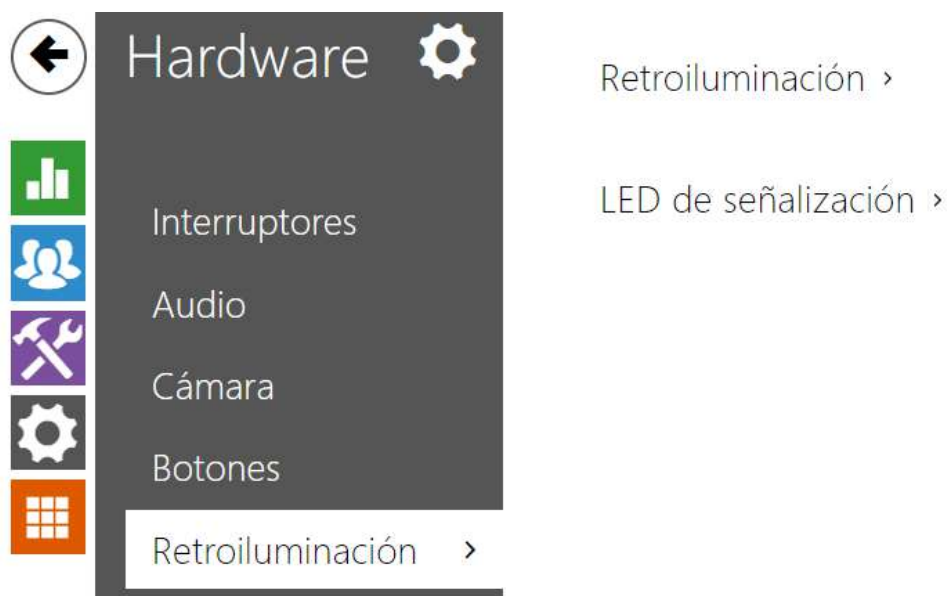 Hardware
Interruptores
Audio
Cámara
Botones
Retroiluminación ›
Retroiluminación ›
LED de señalización ›